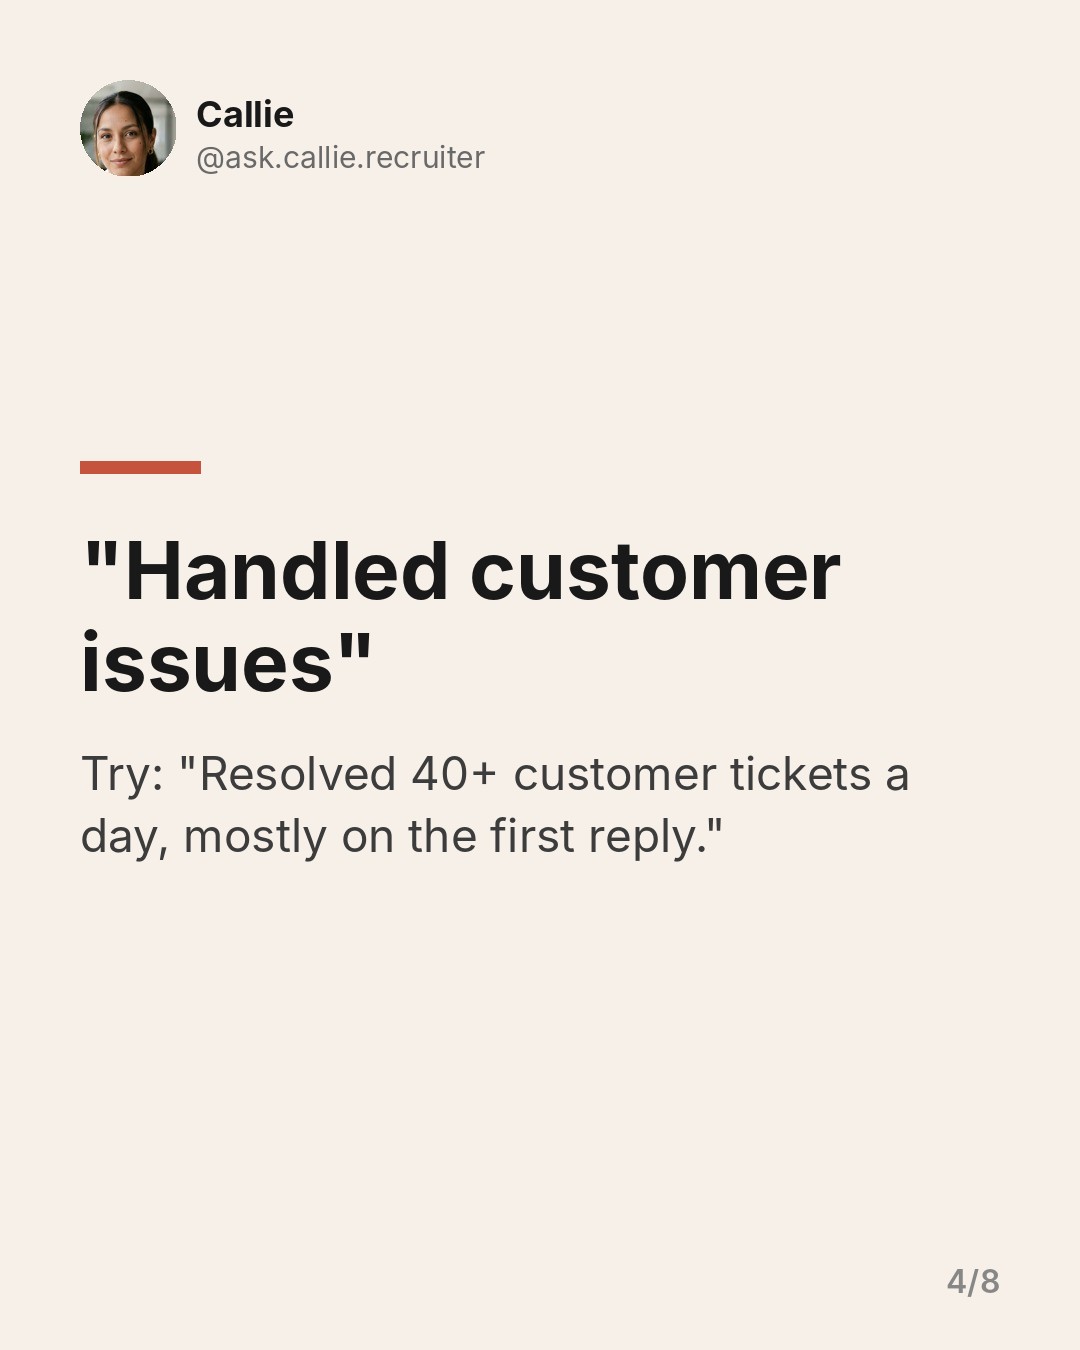 Callie
@ask.callie.recruiter
"Handled customer
issues"
Try: "Resolved 40+ customer tickets a
day, mostly on the first reply."
4/8